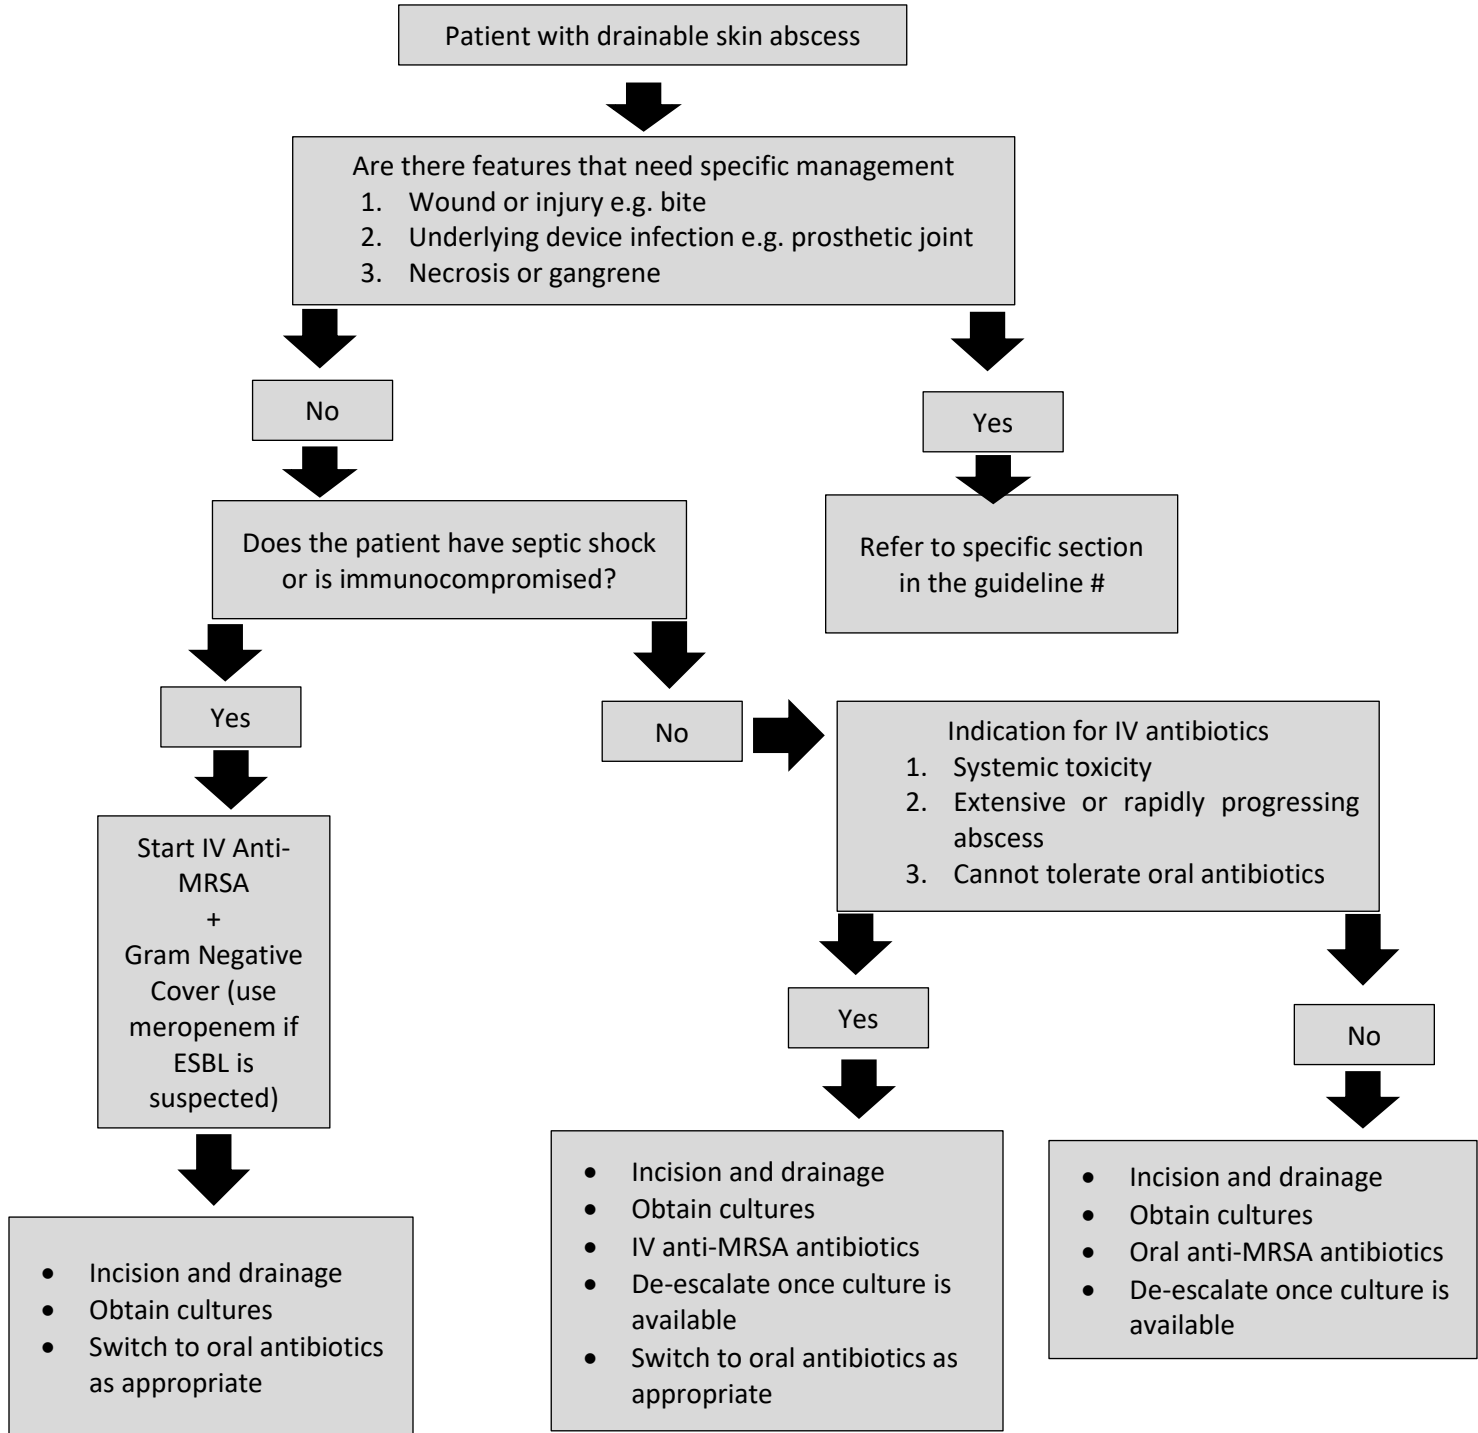 Patient with drainable skin abscess
Are there features that need specific management
1. Wound or injury e.g. bite
2. Underlying device infection e.g. prosthetic joint
3. Necrosis or gangrene
No
Yes
Does the patient have septic shock
or is immunocompromised?
Refer to specific section
in the guideline #
Yes
No
Indication for IV antibiotics
1. Systemic toxicity
2. Extensive or rapidly progressing
abscess
3. Cannot tolerate oral antibiotics
Start IV Anti-
MRSA
+
Gram Negative
Cover (use
meropenem if
ESBL is
suspected)
Yes
No
• Incision and drainage
• Obtain cultures
• Switch to oral antibiotics
as appropriate
• Incision and drainage
• Obtain cultures
• IV anti-MRSA antibiotics
• De-escalate once culture is
available
• Switch to oral antibiotics as
appropriate
• Incision and drainage
• Obtain cultures
• Oral anti-MRSA antibiotics
• De-escalate once culture is
available